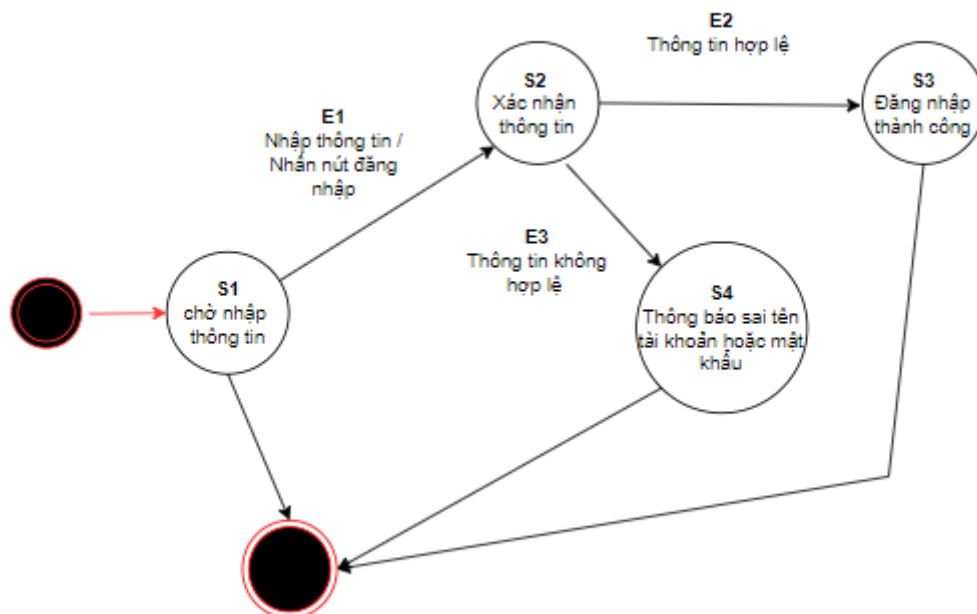 E1
Nhập thông tin /
Nhấn nút đăng
nhập
S2
Xác nhận
thông tin
E2
Thông tin hợp lệ
S3
Đăng nhập
thành công
S1
chờ nhập
thông tin
E3
Thông tin không
hợp lệ
S4
Thông báo sai tên
tài khoản hoặc mật
khẩu